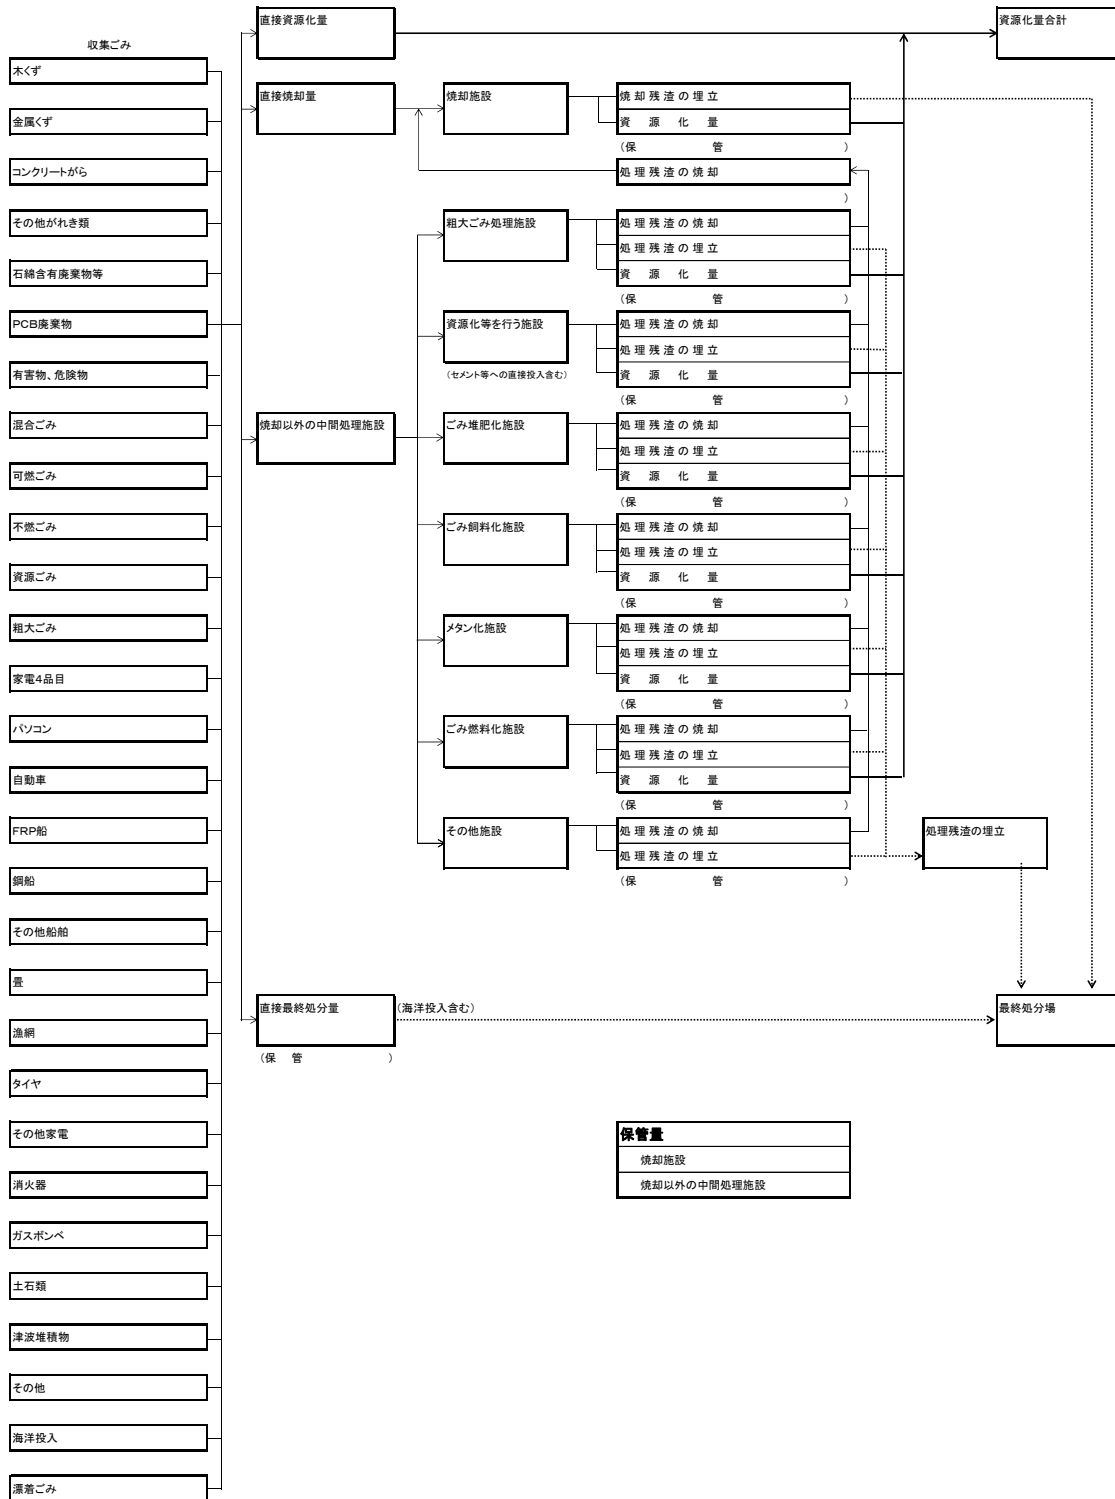 収集ごみ
木くず
金属くず
コンクリートがら
その他がれき類
石綿含有廃棄物等
PCB廃棄物
有害物、危険物
混合ごみ
可燃ごみ
不燃ごみ
資源ごみ
粗大ごみ
家電4品目
パソコン
自動車
FRP船
鋼船
その他船舶
畳
漁網
タイヤ
その他家電
消火器
ガスボンベ
土石類
津波堆積物
その他
海洋投入
漂着ごみ
直接資源化量
資源化量合計
直接焼却量
焼却施設
焼却残渣の埋立
資源化量
(保管)
処理残渣の焼却
)
粗大ごみ処理施設
処理残渣の焼却
処理残渣の埋立
資源化量
(保管)
資源化等を行う施設
(セメント等への直接投入含む)
処理残渣の焼却
処理残渣の埋立
資源化量
(保管)
焼却以外の中間処理施設
ごみ堆肥化施設
処理残渣の焼却
処理残渣の埋立
資源化量
(保管)
ごみ飼料化施設
処理残渣の焼却
処理残渣の埋立
資源化量
(保管)
メタン化施設
処理残渣の焼却
処理残渣の埋立
資源化量
(保管)
ごみ燃料化施設
処理残渣の焼却
処理残渣の埋立
資源化量
(保管)
その他施設
処理残渣の焼却
処理残渣の埋立
(保管)
処理残渣の埋立
直接最終処分量
(海洋投入含む)
最終処分場
(保管)
保管量
焼却施設
焼却以外の中間処理施設